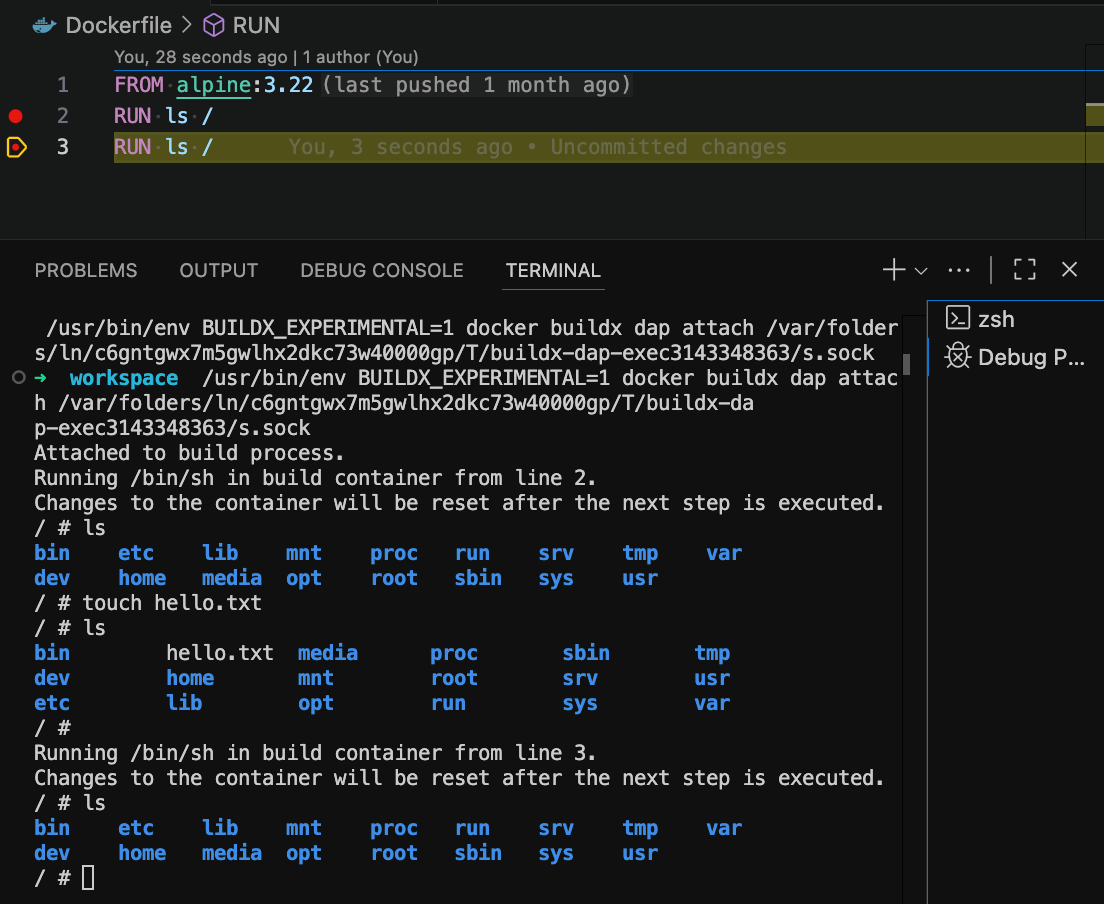 Dockerfile > RUN
You, 28 seconds ago | 1 author (You)
1 FROM alpine:3.22 (last pushed 1 month ago)
2 RUN ls /
3 RUN ls / You, 3 seconds ago • Uncommitted changes
PROBLEMS OUTPUT DEBUG CONSOLE TERMINAL
zsh
Debug P...
/usr/bin/env BUILDX_EXPERIMENTAL=1 docker buildx dap attach /var/folder
s/ln/c6gntgwx7m5gwlhx2dkc73w40000gp/T/buildx-dap-exec3143348363/s.sock
➜ workspace /usr/bin/env BUILDX_EXPERIMENTAL=1 docker buildx dap attac
h /var/folders/ln/c6gntgwx7m5gwlhx2dkc73w40000gp/T/buildx-da
p-exec3143348363/s.sock
Attached to build process.
Running /bin/sh in build container from line 2.
Changes to the container will be reset after the next step is executed.
/ # ls
bin etc lib mnt proc run srv tmp var
dev home media opt root sbin sys usr
/ # touch hello.txt
/ # ls
bin hello.txt media proc sbin tmp
dev home mnt root srv usr
etc lib opt run sys var
/ #
Running /bin/sh in build container from line 3.
Changes to the container will be reset after the next step is executed.
/ # ls
bin etc lib mnt proc run srv tmp var
dev home media opt root sbin sys usr
/ #